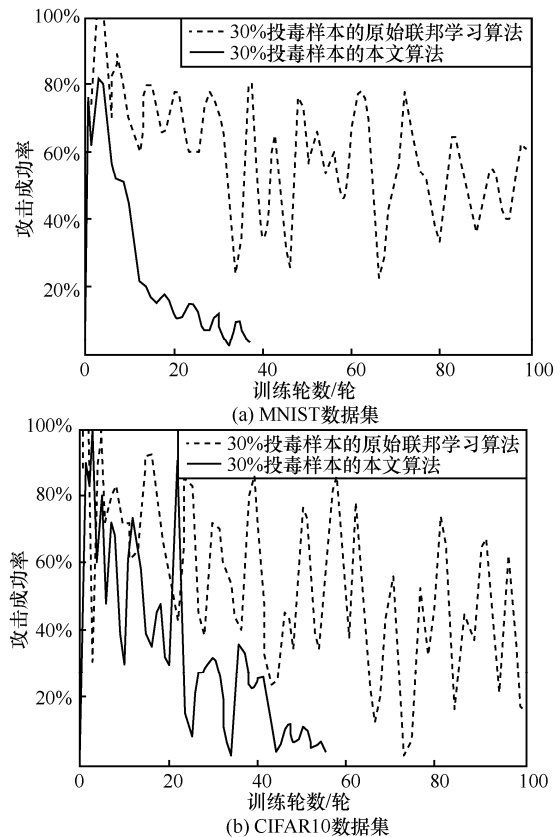 100%
80%
60%
40%
20%
攻击成功率
30%投毒样本的原始联邦学习算法
30%投毒样本的本文算法
0 20 40 60 80 100
训练轮数/轮
(a) MNIST数据集
100%
80%
60%
40%
20%
攻击成功率
30%投毒样本的原始联邦学习算法
30%投毒样本的本文算法
0 20 40 60 80 100
训练轮数/轮
(b) CIFAR10数据集